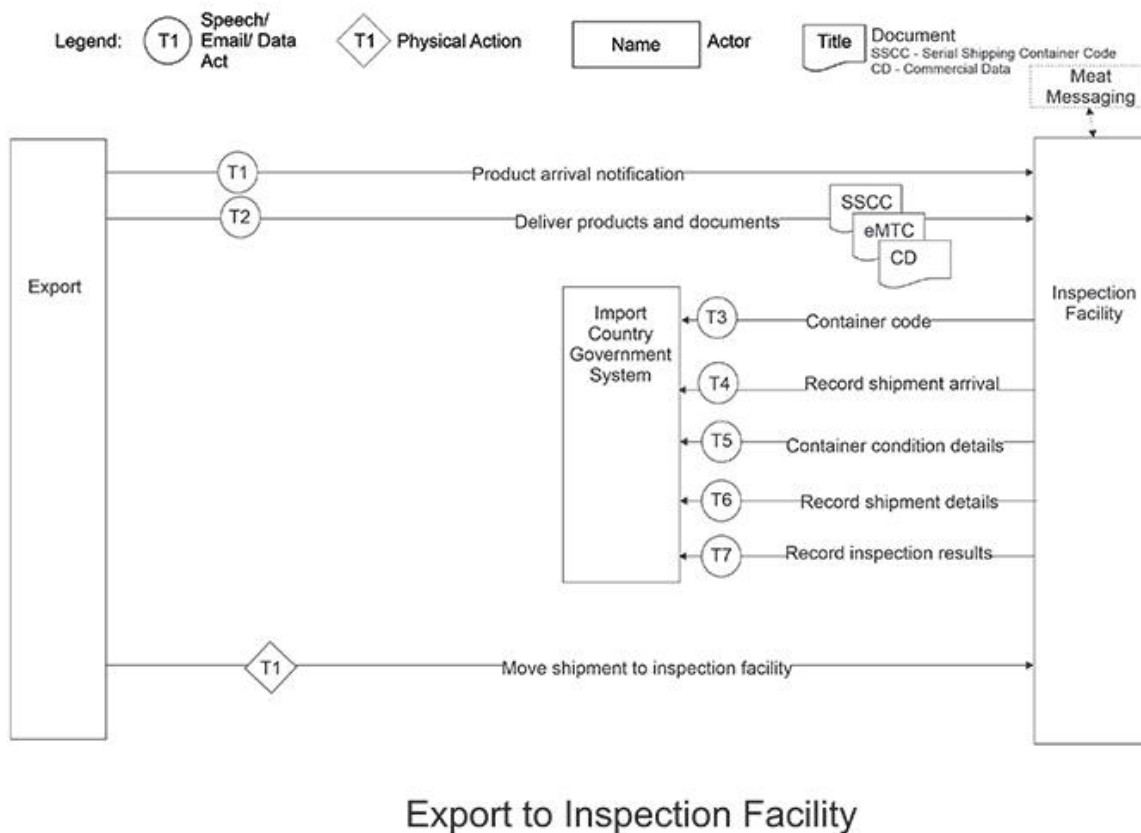 Legend:
T1
Speech/
Email/ Data
Act
T1
Physical Action
Name
Actor
Title
Document
SSCC - Serial Shipping Container Code
CD - Commercial Data
Meat
Messaging
T1
Product arrival notification
T2
Deliver products and documents
SSCC
eMTC
CD
Export
Inspection
Facility
Import
Country
Government
System
T3
Container code
T4
Record shipment arrival
T5
Container condition details
T6
Record shipment details
T7
Record inspection results
T1
Move shipment to inspection facility
Export to Inspection Facility